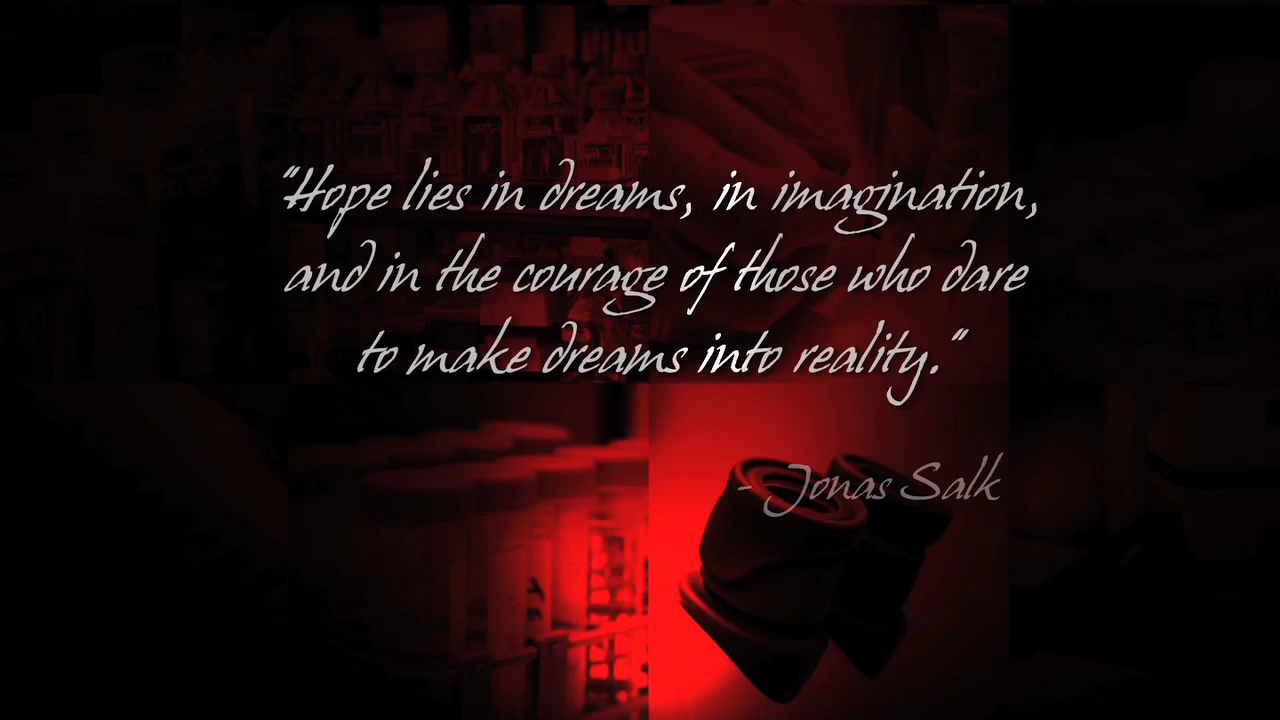 "Hope lies in dreams, in imagination,
and in the courage of those who dare
to make dreams into reality."
- Jonas Salk